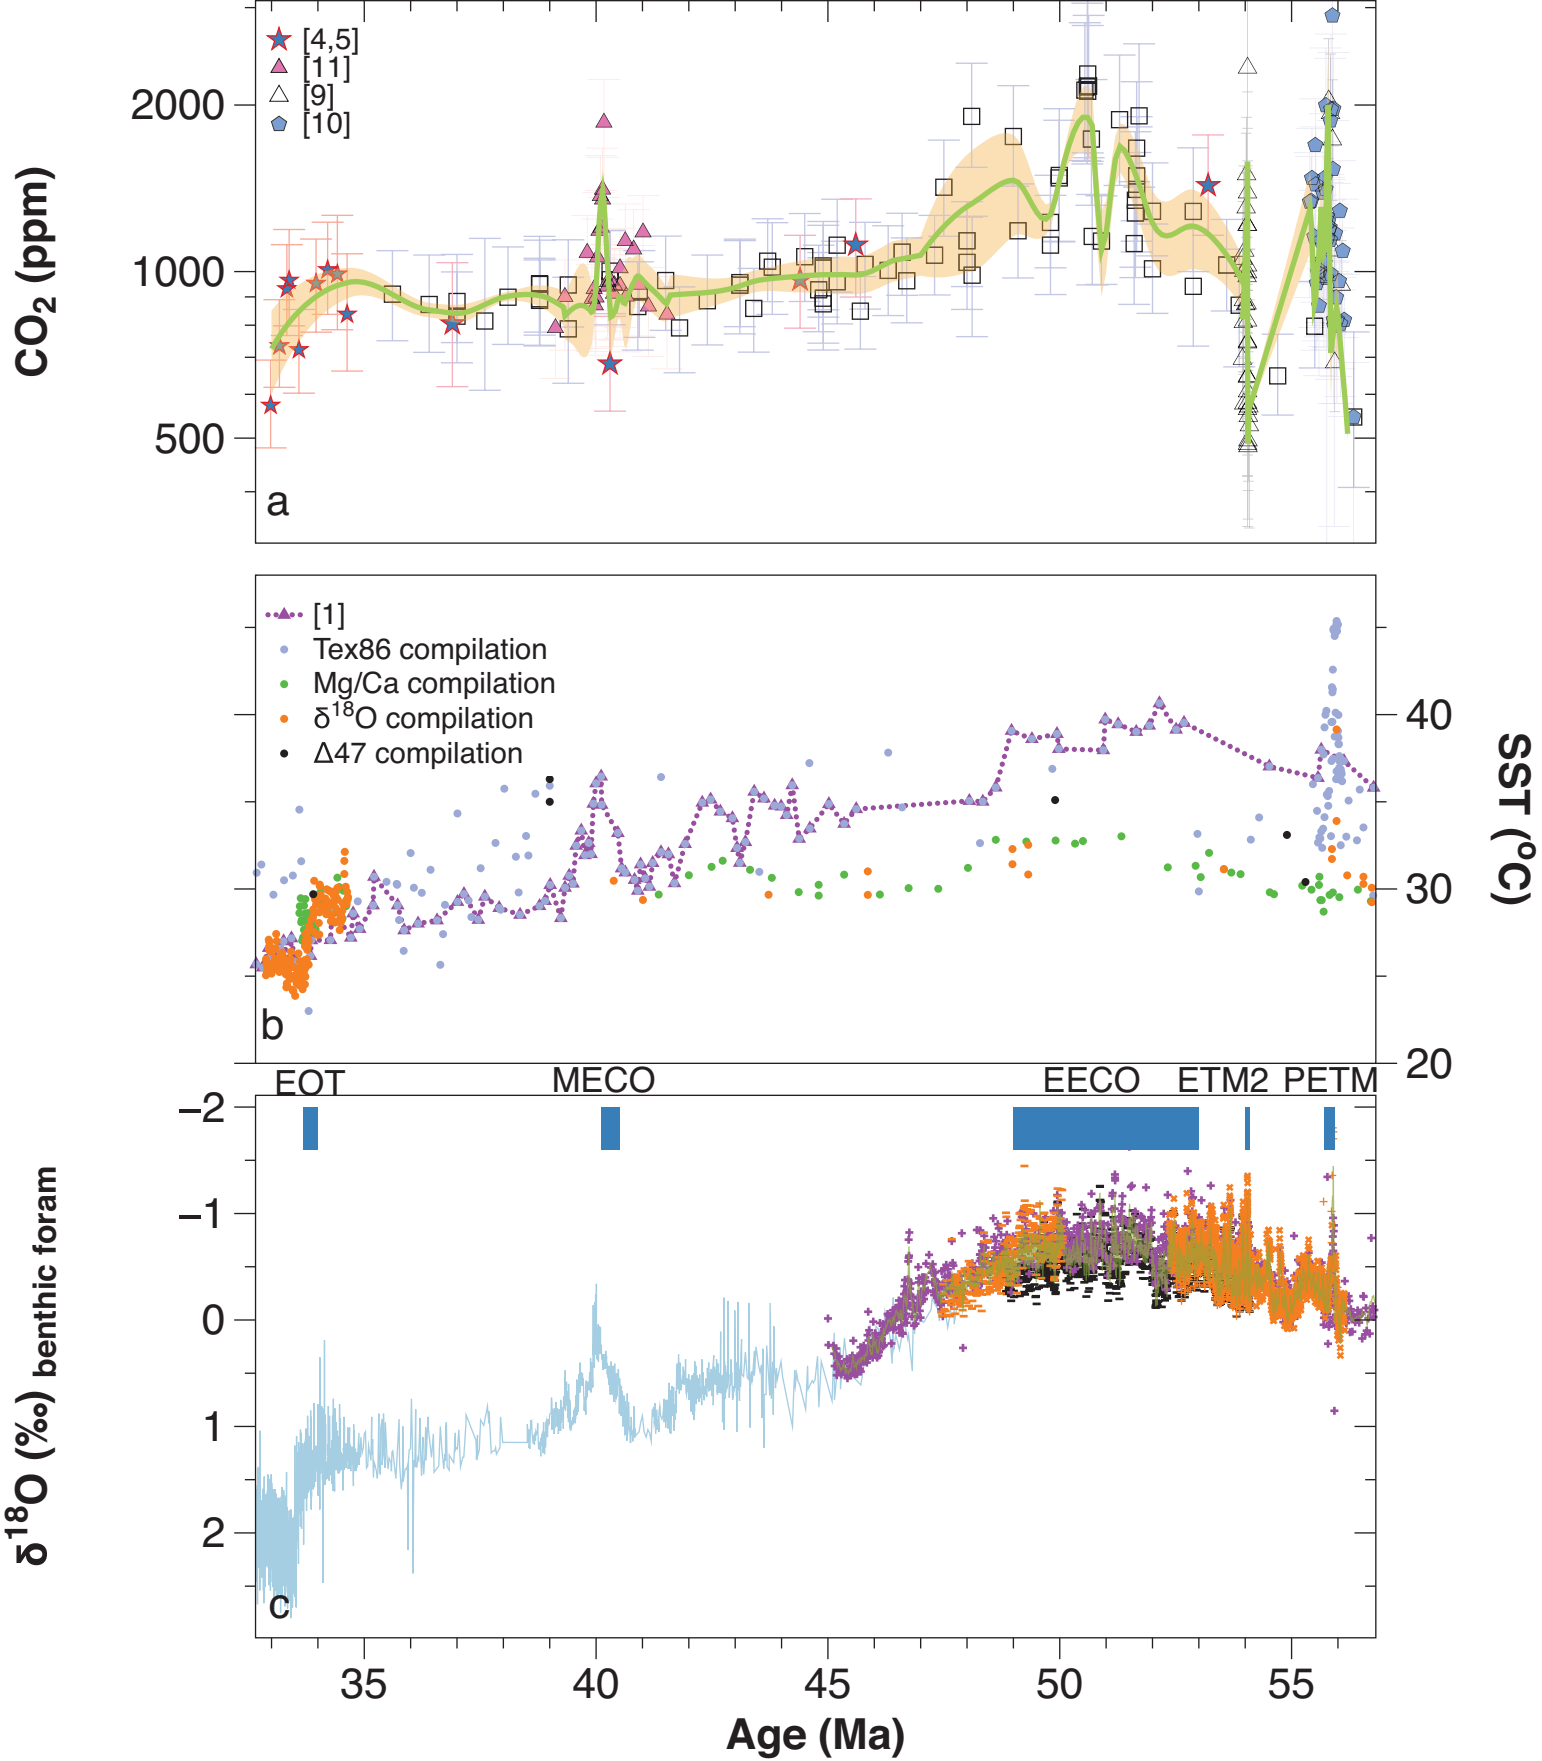 [4,5]
[11]
[9]
[10]
2000
1000
500
CO₂ (ppm)
a
[1]
Tex86 compilation
Mg/Ca compilation
δ¹⁸O compilation
Δ47 compilation
40
30
20
SST (ºC)
b
EOT MECO EECO ETM2 PETM
−2
−1
0
1
2
δ¹⁸O (‰) benthic foram
c
35 40 45 50 55
Age (Ma)